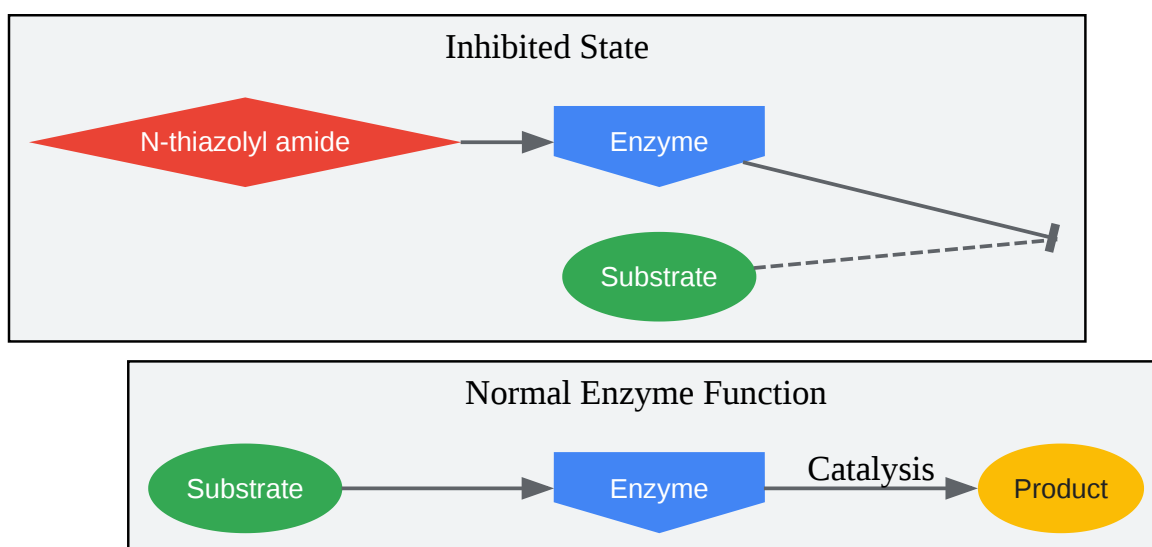 Inhibited State
N-thiazolyl amide
Enzyme
Substrate
Normal Enzyme Function
Substrate
Enzyme
Catalysis
Product